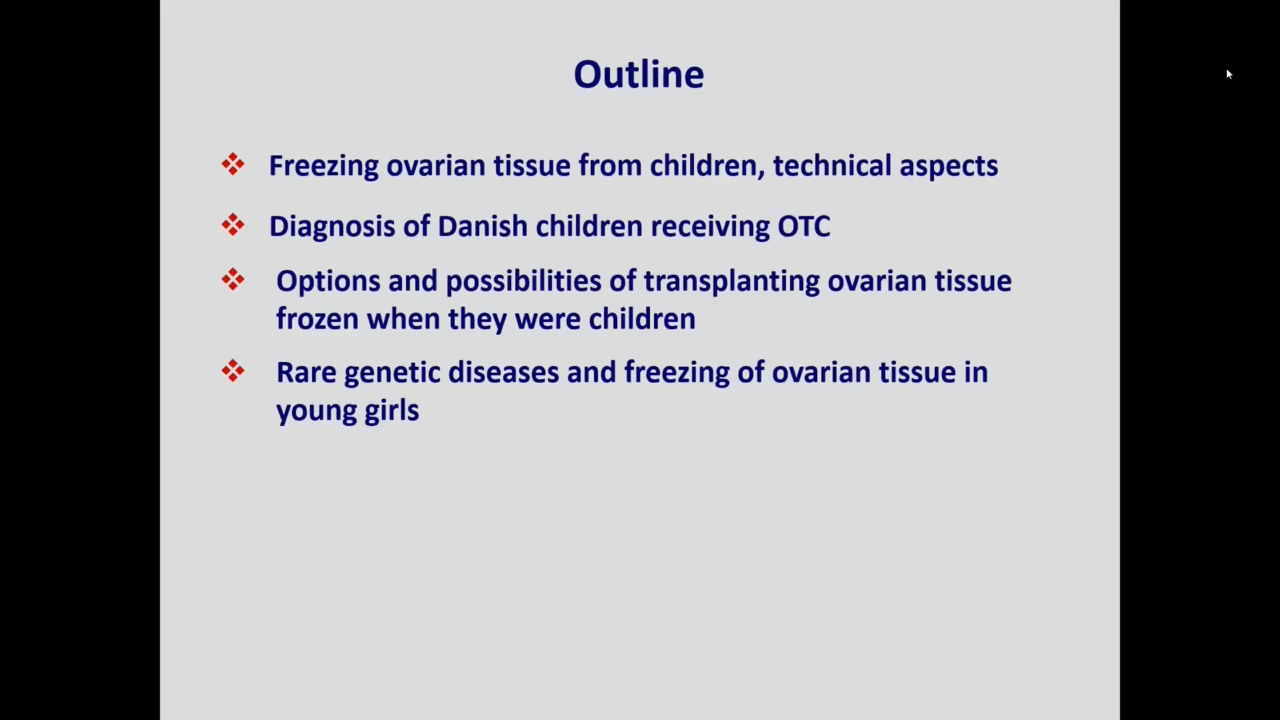 Outline
Freezing ovarian tissue from children, technical aspects
Diagnosis of Danish children receiving OTC
Options and possibilities of transplanting ovarian tissue
frozen when they were children
Rare genetic diseases and freezing of ovarian tissue in
young girls